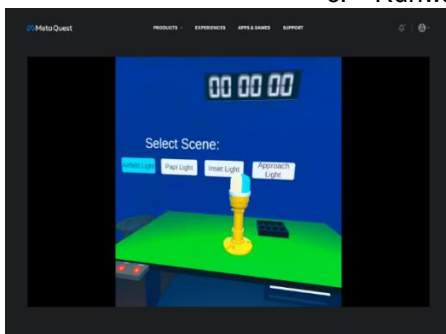 Meta Quest PRODUCTS EXPERIENCES APPS & GAMES SUPPORT
00 00 00
Select Scene:
Airfield Light Papi Light Inset Light Approach Light